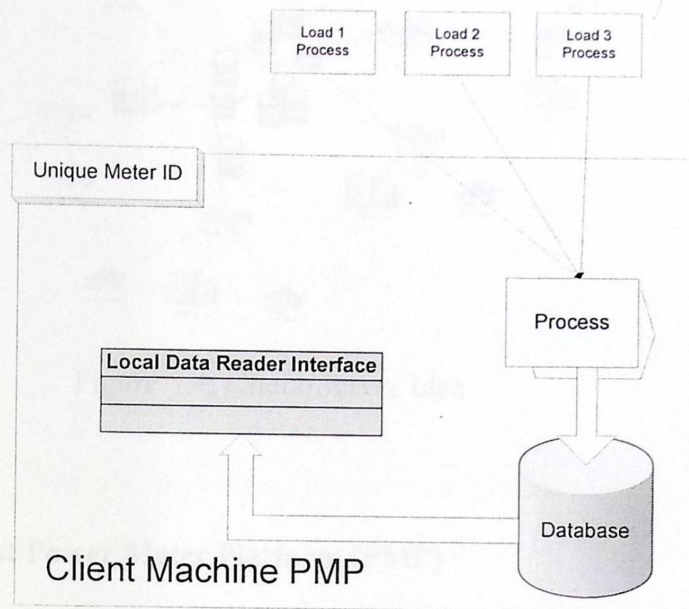 Load 1
Process
Load 2
Process
Load 3
Process
Unique Meter ID
Process
Local Data Reader Interface
Database
Client Machine PMP